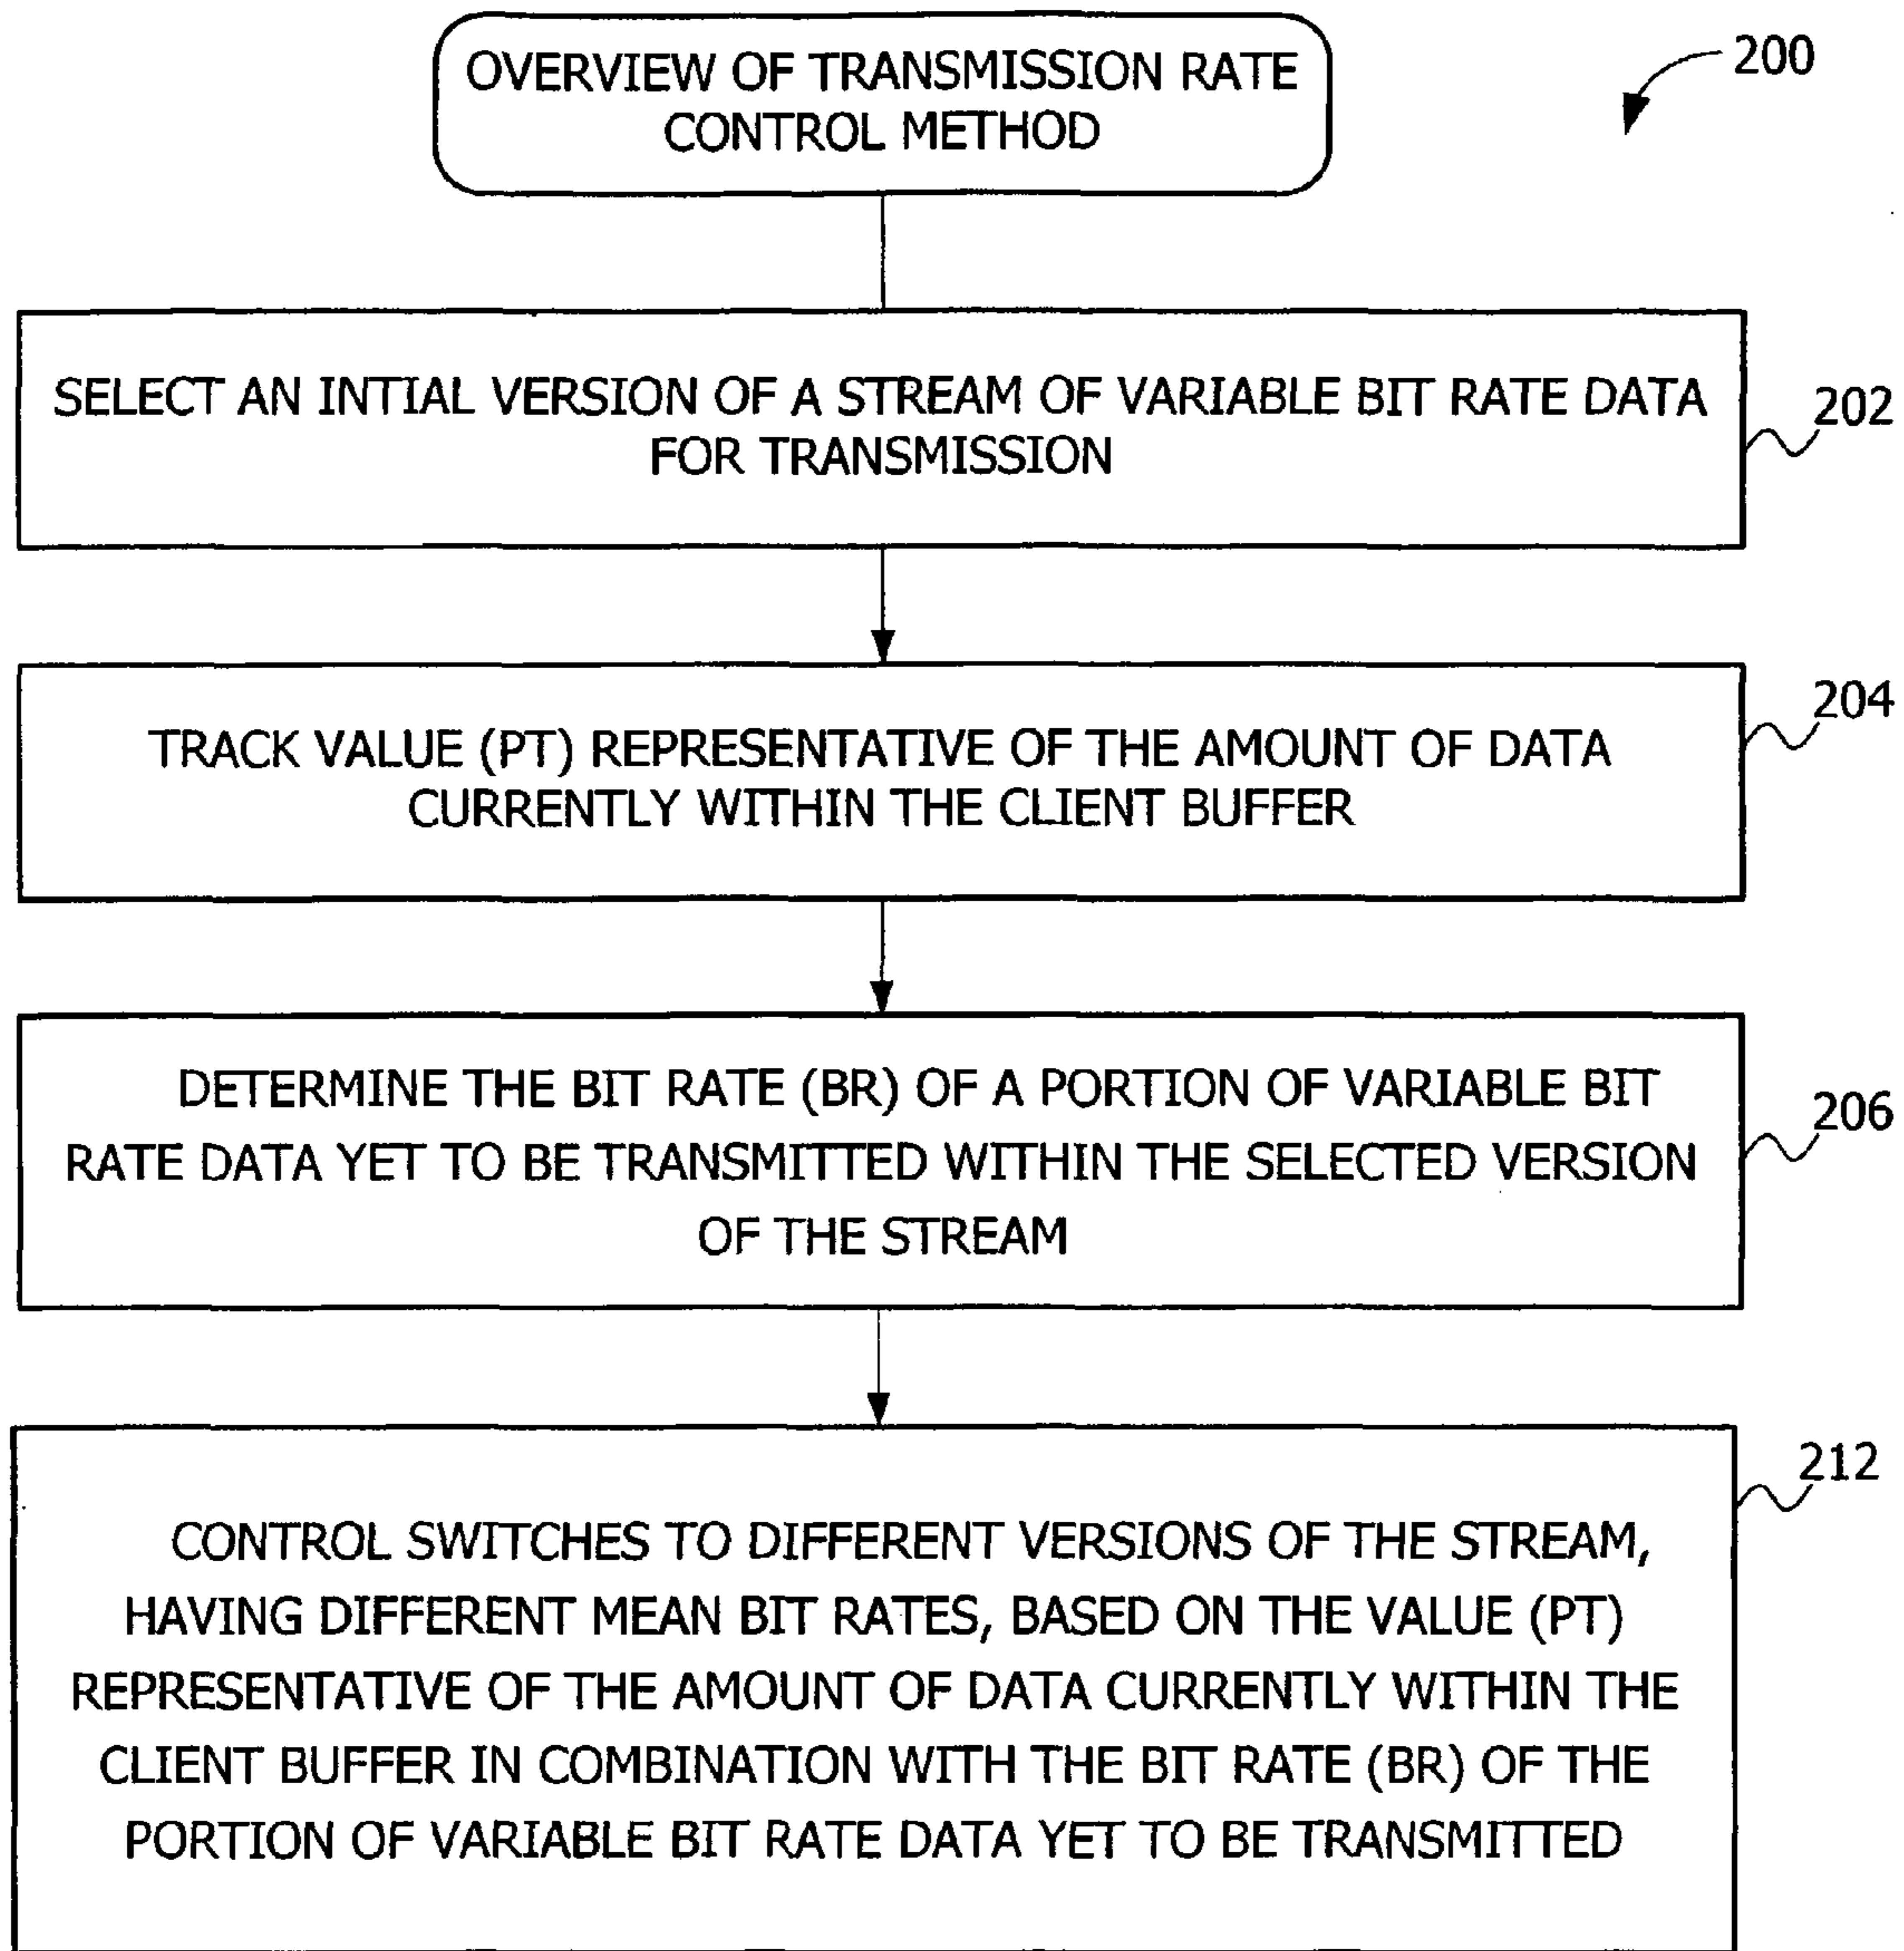 OVERVIEW OF TRANSMISSION RATE
CONTROL METHOD
200
SELECT AN INTIAL VERSION OF A STREAM OF VARIABLE BIT RATE DATA
FOR TRANSMISSION
202
TRACK VALUE (PT) REPRESENTATIVE OF THE AMOUNT OF DATA
CURRENTLY WITHIN THE CLIENT BUFFER
204
DETERMINE THE BIT RATE (BR) OF A PORTION OF VARIABLE BIT
RATE DATA YET TO BE TRANSMITTED WITHIN THE SELECTED VERSION
OF THE STREAM
206
CONTROL SWITCHES TO DIFFERENT VERSIONS OF THE STREAM,
HAVING DIFFERENT MEAN BIT RATES, BASED ON THE VALUE (PT)
REPRESENTATIVE OF THE AMOUNT OF DATA CURRENTLY WITHIN THE
CLIENT BUFFER IN COMBINATION WITH THE BIT RATE (BR) OF THE
PORTION OF VARIABLE BIT RATE DATA YET TO BE TRANSMITTED
212